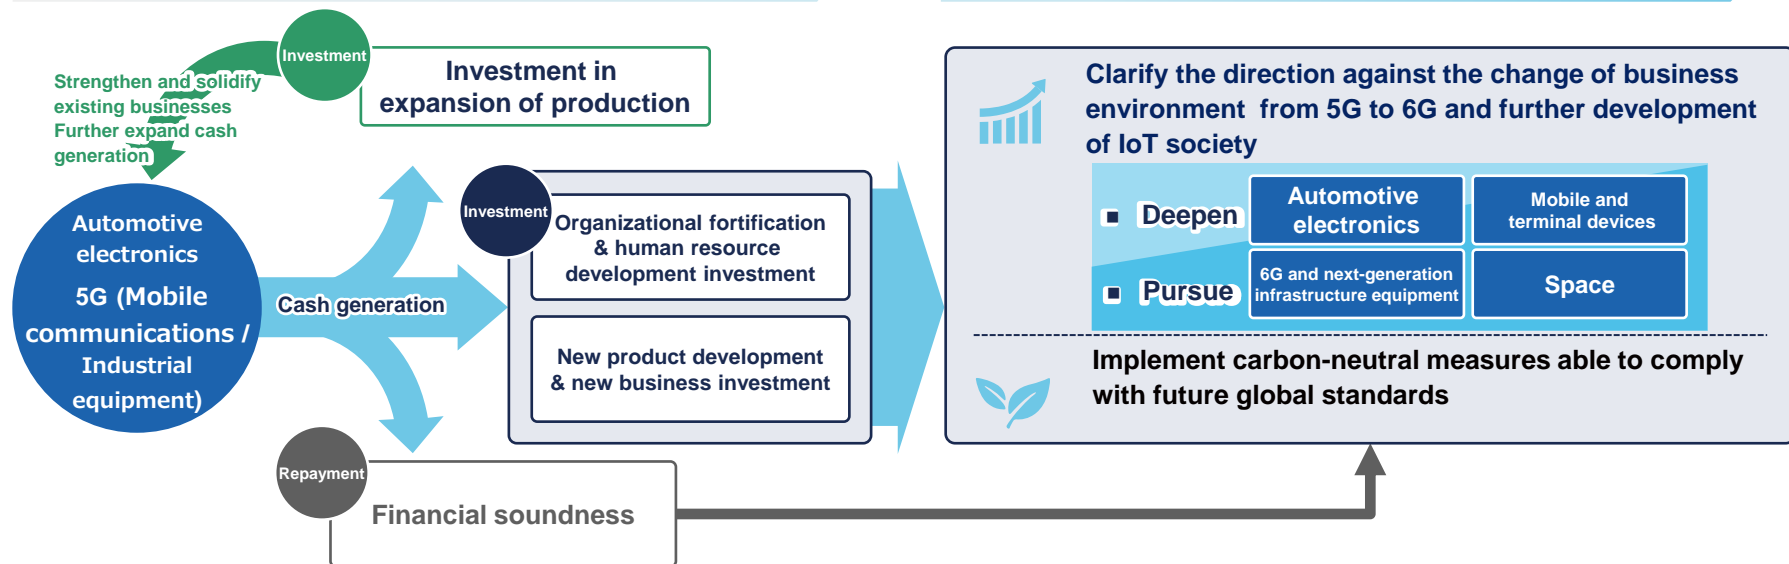 Investment
Investment in
expansion of production
Strengthen and solidify
existing businesses
Further expand cash
generation
Automotive
electronics
5G (Mobile
communications /
Industrial
equipment)
Cash generation
Investment
Organizational fortification
& human resource
development investment
New product development
& new business investment
Repayment
Financial soundness
Clarify the direction against the change of business
environment from 5G to 6G and further development
of IoT society
Deepen
Automotive
electronics
Mobile and
terminal devices
Pursue
6G and next-generation
infrastructure equipment
Space
Implement carbon-neutral measures able to comply
with future global standards